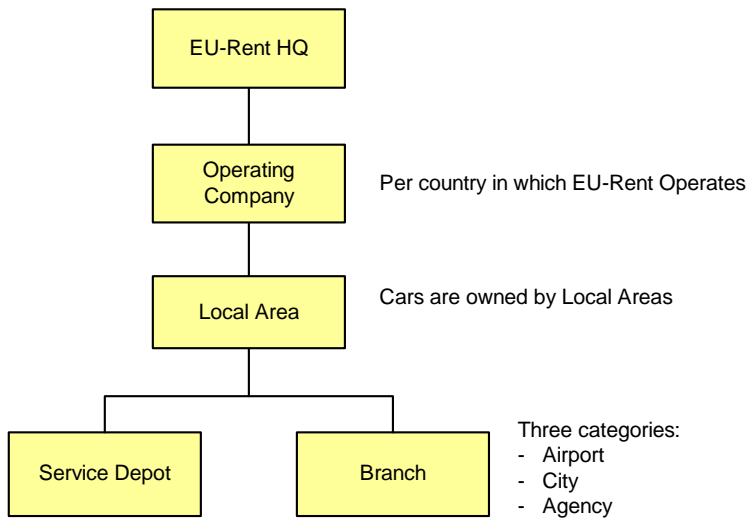 EU-Rent HQ
Operating
Company
Per country in which EU-Rent Operates
Local Area
Cars are owned by Local Areas
Service Depot
Branch
Three categories:
- Airport
- City
- Agency